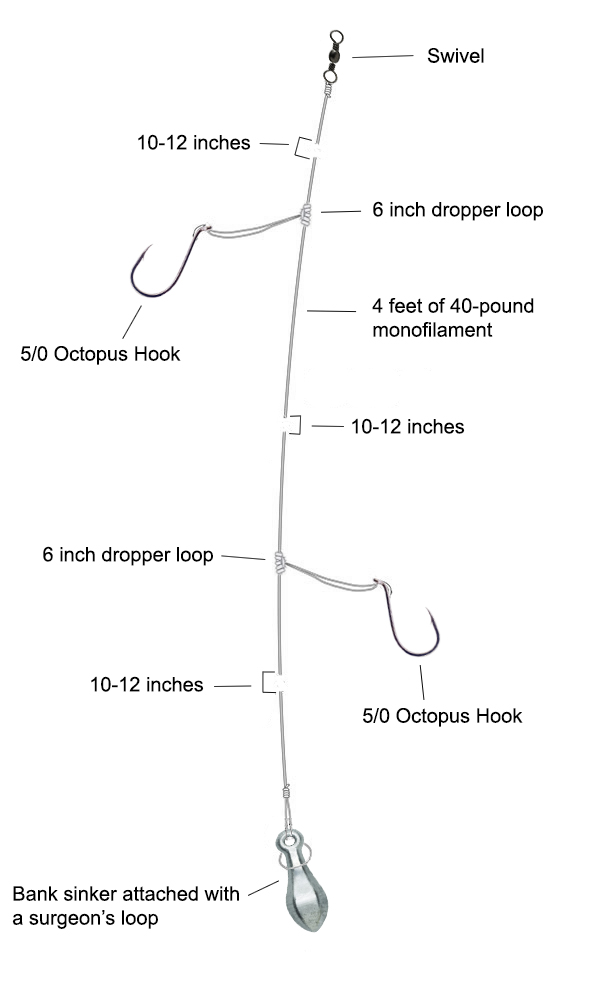 Swivel
10-12 inches
6 inch dropper loop
4 feet of 40-pound
monofilament
5/0 Octopus Hook
10-12 inches
6 inch dropper loop
10-12 inches
5/0 Octopus Hook
Bank sinker attached with
a surgeon’s loop